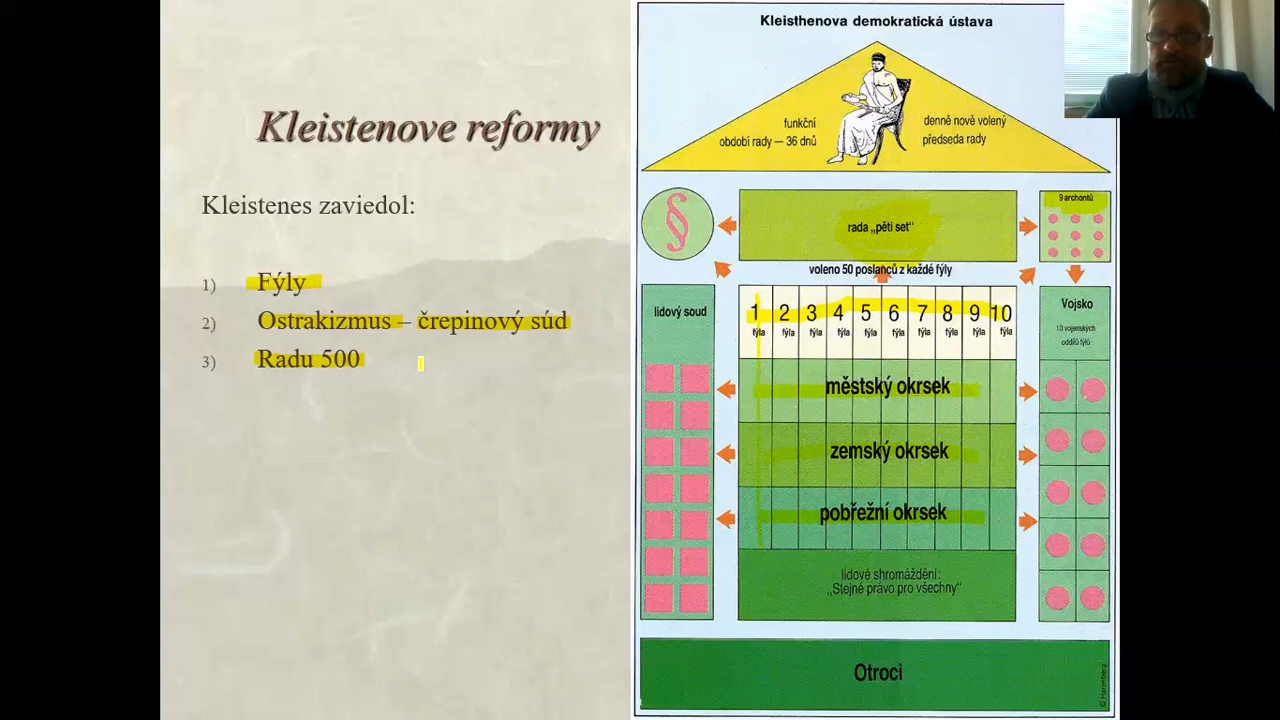 Kleistenove reformy
Kleistenes zaviedol:
1) Fýly
2) Ostrakizmus – črepinový súd
3) Radu 500
Kleisthenova demokratická ústava
funkční
období rady — 36 dnů
denně nově volený
předseda rady
§
rada „pěti set“
9 archontů
voleno 50 poslanců z každé fýly
lidový soud
1 2 3 4 5 6 7 8 9 10
fýla fýla fýla fýla fýla fýla fýla fýla fýla fýla
Vojsko
10 vojenských
oddílů fýlů
městský okrsek
zemský okrsek
pobřežní okrsek
lidové shromáždění:
„Stejné právo pro všechny“
Otroci
© Harenberg